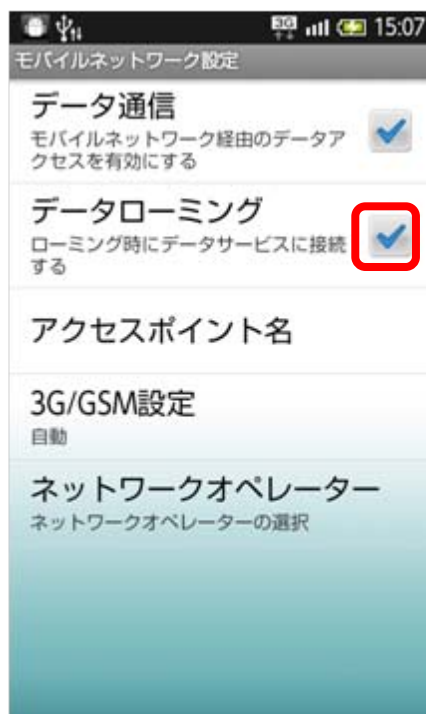 3G 15:07
モバイルネットワーク設定
データ通信
モバイルネットワーク経由のデータア
クセスを有効にする
データローミング
ローミング時にデータサービスに接続
する
アクセスポイント名
3G/GSM設定
自動
ネットワークオペレーター
ネットワークオペレーターの選択